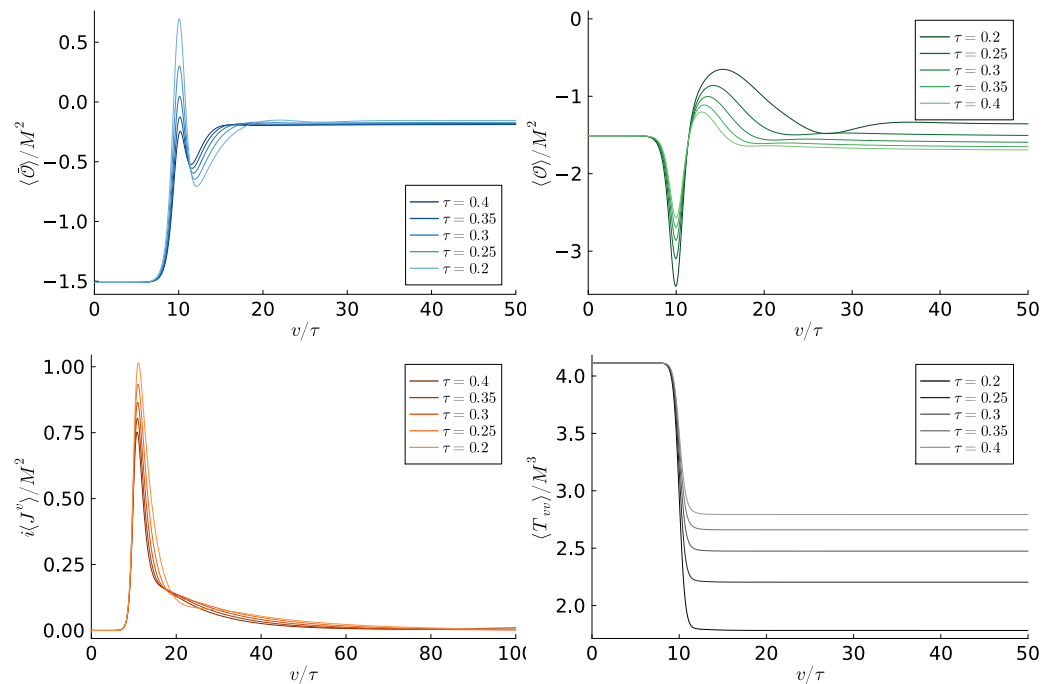 0.5
0.0
−0.5
−1.0
−1.5
⟨𝒪̄⟩/M²
τ = 0.4
τ = 0.35
τ = 0.3
τ = 0.25
τ = 0.2
0 10 20 30 40 50
v/τ
0
−1
−2
−3
⟨𝒪⟩/M²
τ = 0.2
τ = 0.25
τ = 0.3
τ = 0.35
τ = 0.4
0 10 20 30 40 50
v/τ
1.00
0.75
0.50
0.25
0.00
i⟨Jᵛ⟩/M²
τ = 0.4
τ = 0.35
τ = 0.3
τ = 0.25
τ = 0.2
0 20 40 60 80 100
v/τ
4.0
3.5
3.0
2.5
2.0
⟨T_vv⟩/M³
τ = 0.2
τ = 0.25
τ = 0.3
τ = 0.35
τ = 0.4
0 10 20 30 40 50
v/τ